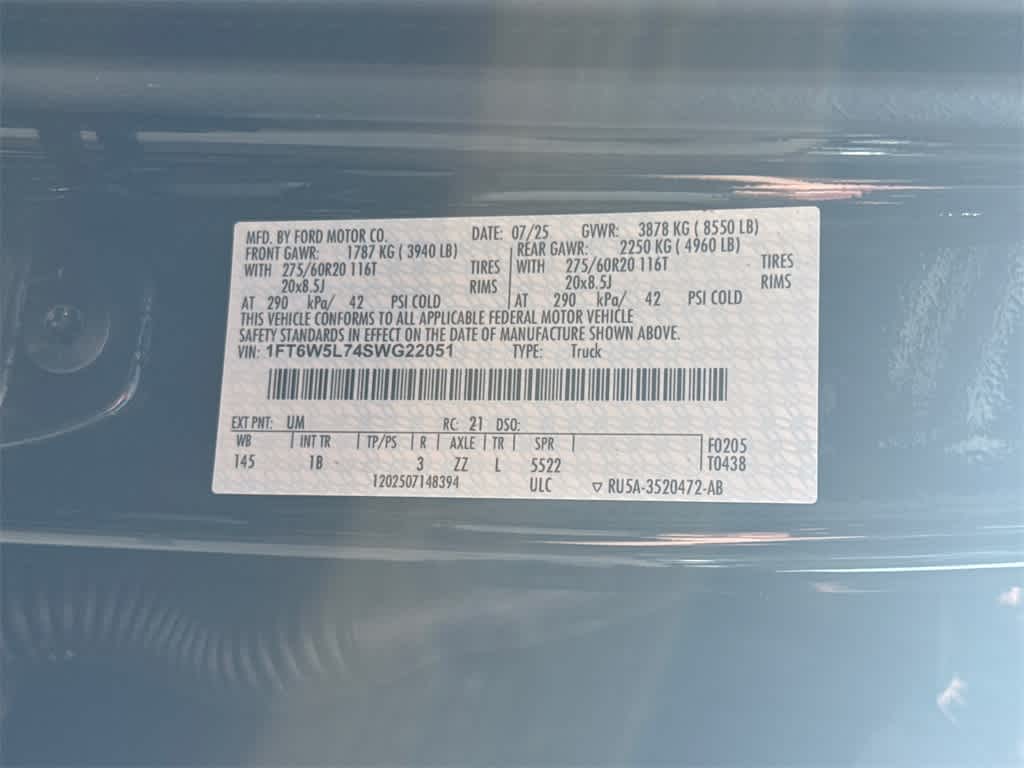 MFD. BY FORD MOTOR CO. DATE: 07/25 GVWR: 3878 KG ( 8550 LB)
FRONT GAWR: 1787 KG ( 3940 LB) REAR GAWR: 2250 KG ( 4960 LB)
WITH 275/60R20 116T TIRES WITH 275/60R20 116T TIRES
20x8.5J RIMS 20x8.5J RIMS
AT 290 kPa/ 42 PSI COLD AT 290 kPa/ 42 PSI COLD
THIS VEHICLE CONFORMS TO ALL APPLICABLE FEDERAL MOTOR VEHICLE
SAFETY STANDARDS IN EFFECT ON THE DATE OF MANUFACTURE SHOWN ABOVE.
VIN: 1FT6W5L74SWG22051 TYPE: Truck
EXT PNT: UM RC: 21 DSO:
WB INT TR TP/PS R AXLE TR SPR F0205
145 1B 3 ZZ L 5522 T0438
1202507148394 ULC ▽ RU5A-3520472-AB